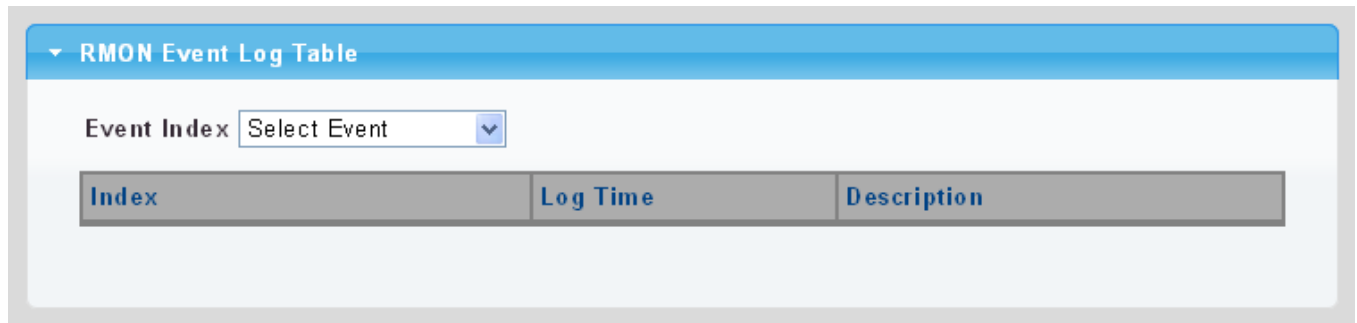 RMON Event Log Table
Event Index Select Event
Index Log Time Description